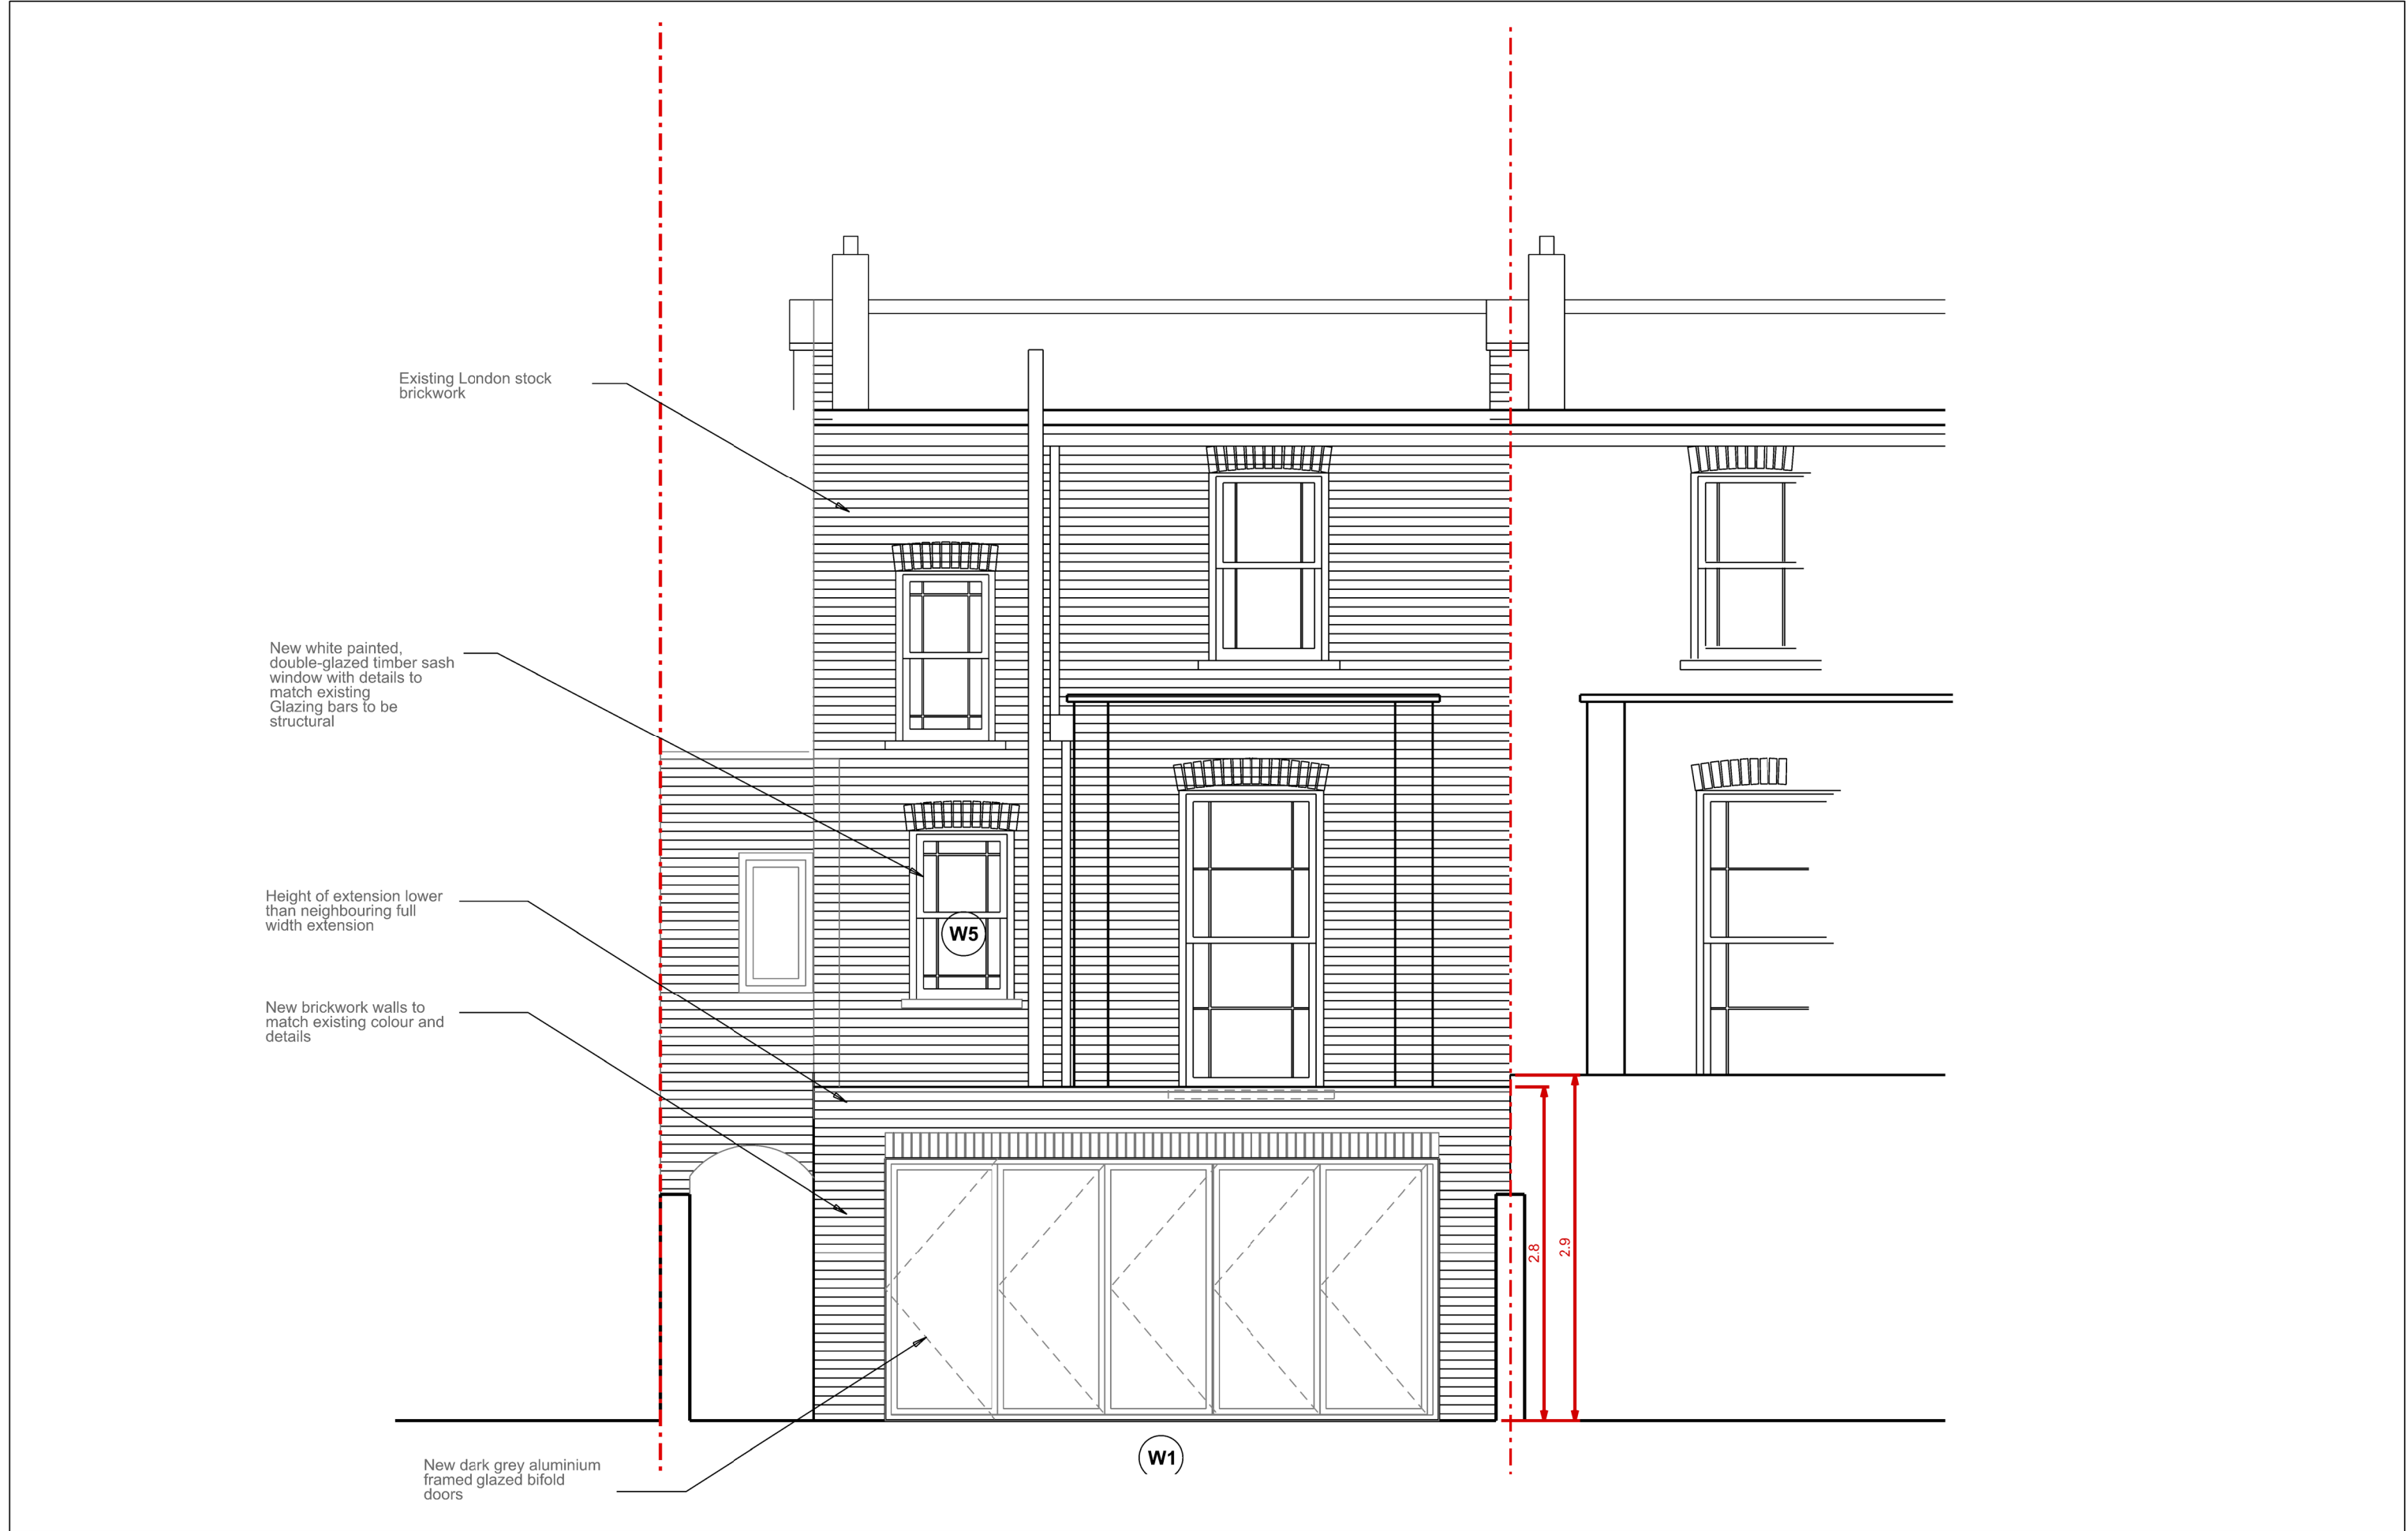 Existing London stock
brickwork
New white painted,
double-glazed timber sash
window with details to
match existing
Glazing bars to be
structural
Height of extension lower
than neighbouring full
width extension
W5
New brickwork walls to
match existing colour and
details
2.8
2.9
New dark grey aluminium
framed glazed bifold
doors
W1